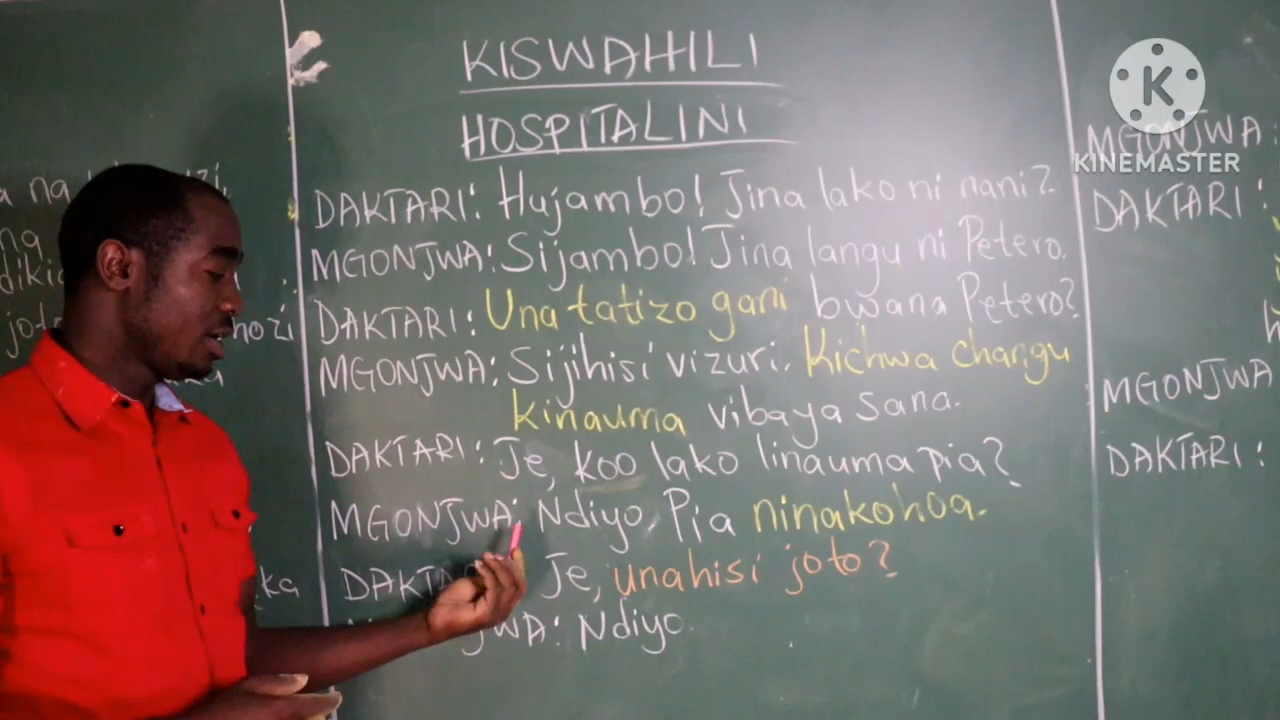 KISWAHILI
HOSPITALINI
DAKTARI: Hujambo! Jina lako ni nani?
MGONJWA: Sijambo! Jina langu ni Petero.
DAKTARI: Una tatizo gani bwana Petero?
MGONJWA: Sijihisi vizuri. Kichwa changu
kinauma vibaya sana.
DAKTARI: Je, koo lako linauma pia?
MGONJWA: Ndiyo, Pia ninakohoa.
Je, unahisi joto?
Ndiyo.
MGONJWA:
DAKTARI:
MGONJWA
DAKTARI:
K
KINEMASTER